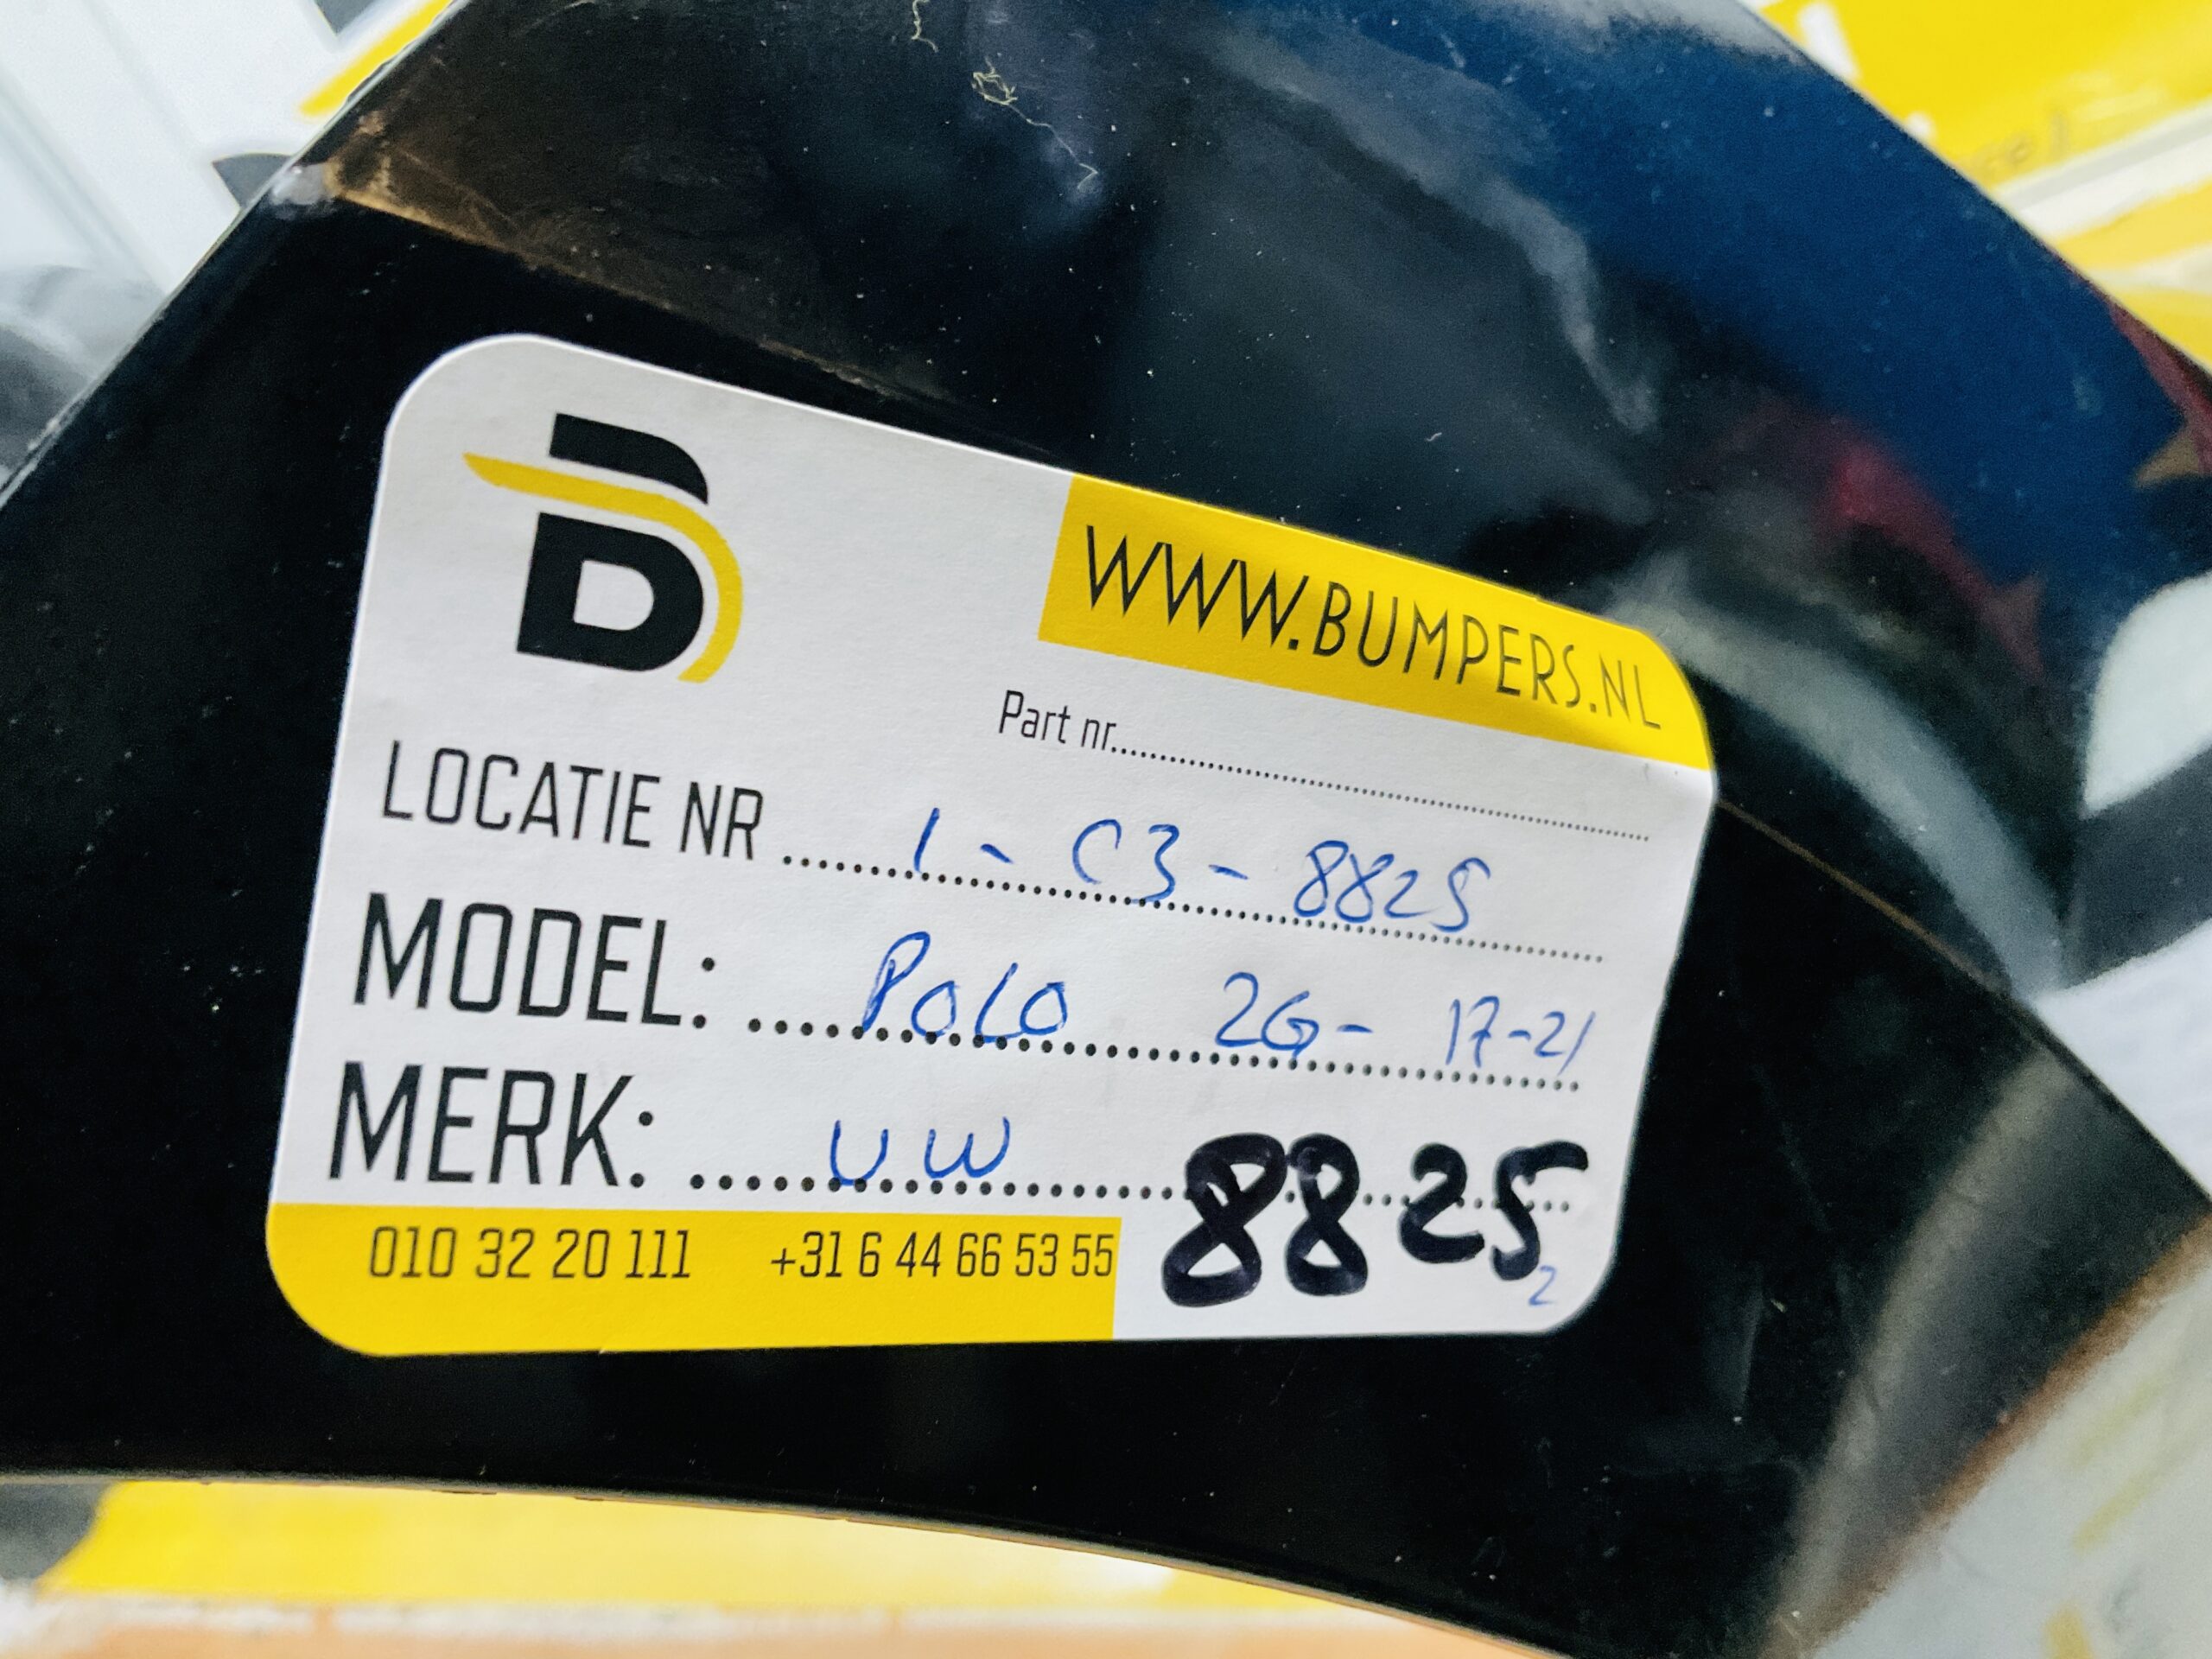 B
WWW.BUMPERS.NL
Part nr.................................................
LOCATIE NR ........ 1 - C3 - 8825
MODEL: ..... POLO 2G - 17-21
MERK: ..... VW
8825
2
010 32 20 111 +31 6 44 66 53 55